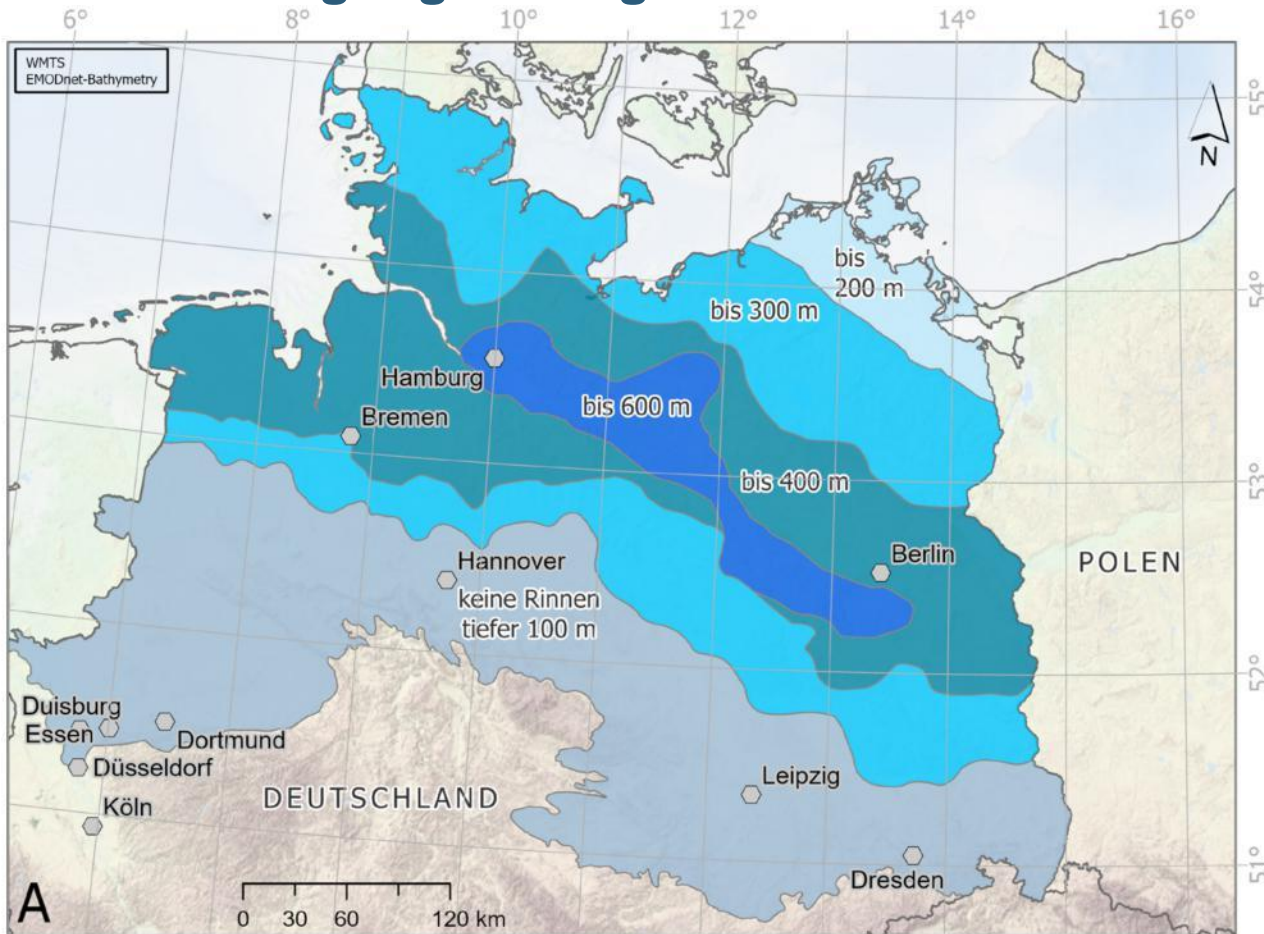 6°
8°
10°
12°
14°
16°
WMTS
EMODnet-Bathymetry
55°
N
bis
200 m
54°
bis 300 m
Hamburg
bis 600 m
Bremen
bis 400 m
53°
Hannover
Berlin
POLEN
keine Rinnen
tiefer 100 m
52°
Duisburg
Essen
Dortmund
Düsseldorf
Leipzig
DEUTSCHLAND
Köln
51°
Dresden
A
0 30 60 120 km